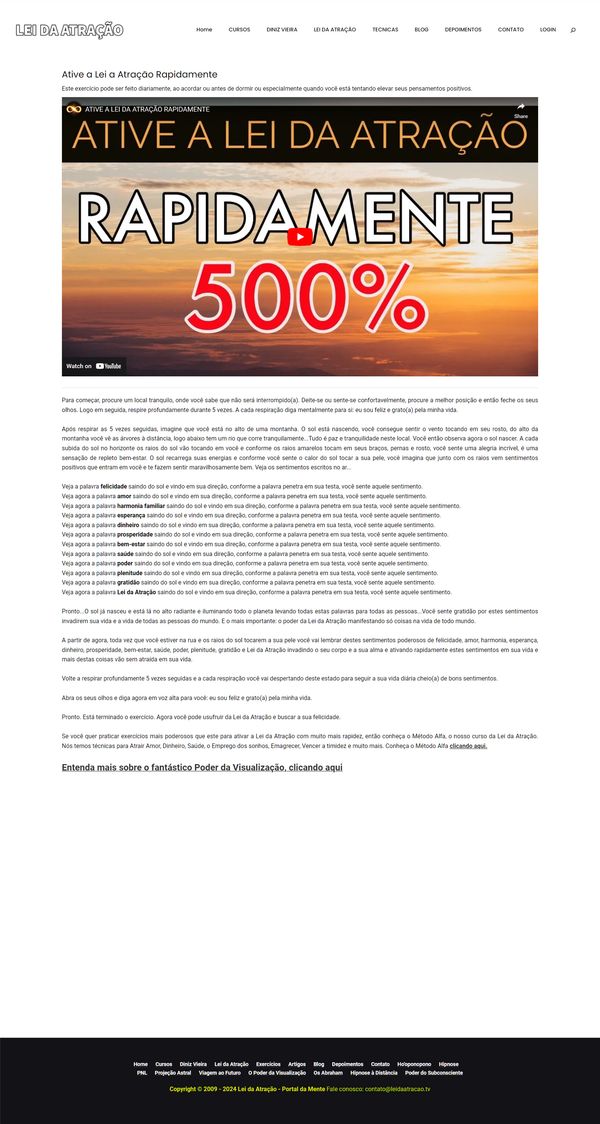 LEI DA ATRAÇÃO
Home CURSOS DINIZ VIEIRA LEI DA ATRAÇÃO TECNICAS BLOG DEPOIMENTOS CONTATO LOGIN
Ative a Lei a Atração Rapidamente
Este exercício pode ser feito diariamente, ao acordar ou antes de dormir ou especialmente quando você está tentando elevar seus pensamentos positivos.
ATIVE A LEI DA ATRAÇÃO RAPIDAMENTE
Share
ATIVE A LEI DA ATRAÇÃO
RAPIDAMENTE
500%
Watch on YouTube
Para começar, procure um local tranquilo, onde você sabe que não será interrompido(a). Deite-se ou sente-se confortavelmente, procure a melhor posição e então feche os seus
olhos. Logo em seguida, respire profundamente durante 5 vezes. A cada respiração diga mentalmente para si: eu sou feliz e grato(a) pela minha vida.
Após respirar as 5 vezes seguidas, imagine que você está no alto de uma montanha. O sol está nascendo, você consegue sentir o vento tocando em seu rosto, do alto da
montanha você vê as árvores à distância, logo abaixo tem um rio que corre tranquilamente...Tudo é paz e tranquilidade neste local. Você então observa agora o sol nascer. A cada
subida do sol no horizonte os raios do sol vão tocando em você e conforme os raios amarelos tocam em seus braços, pernas e rosto, você sente uma alegria incrível, é uma
sensação de repleto bem-estar. O sol recarrega suas energias e conforme você sente o calor do sol tocar a sua pele, você imagina que junto com os raios vem sentimentos
positivos que entram em você e te fazem sentir maravilhosamente bem. Veja os sentimentos escritos no ar...
Veja a palavra felicidade saindo do sol e vindo em sua direção, conforme a palavra penetra em sua testa, você sente aquele sentimento.
Veja agora a palavra amor saindo do sol e vindo em sua direção, conforme a palavra penetra em sua testa, você sente aquele sentimento.
Veja agora a palavra harmonia familiar saindo do sol e vindo em sua direção, conforme a palavra penetra em sua testa, você sente aquele sentimento.
Veja agora a palavra esperança saindo do sol e vindo em sua direção, conforme a palavra penetra em sua testa, você sente aquele sentimento.
Veja agora a palavra dinheiro saindo do sol e vindo em sua direção, conforme a palavra penetra em sua testa, você sente aquele sentimento.
Veja agora a palavra prosperidade saindo do sol e vindo em sua direção, conforme a palavra penetra em sua testa, você sente aquele sentimento.
Veja agora a palavra bem-estar saindo do sol e vindo em sua direção, conforme a palavra penetra em sua testa, você sente aquele sentimento.
Veja agora a palavra saúde saindo do sol e vindo em sua direção, conforme a palavra penetra em sua testa, você sente aquele sentimento.
Veja agora a palavra poder saindo do sol e vindo em sua direção, conforme a palavra penetra em sua testa, você sente aquele sentimento.
Veja agora a palavra plenitude saindo do sol e vindo em sua direção, conforme a palavra penetra em sua testa, você sente aquele sentimento.
Veja agora a palavra gratidão saindo do sol e vindo em sua direção, conforme a palavra penetra em sua testa, você sente aquele sentimento.
Veja agora a palavra Lei da Atração saindo do sol e vindo em sua direção, conforme a palavra penetra em sua testa, você sente aquele sentimento.
Pronto...O sol já nasceu e está lá no alto radiante e iluminando todo o planeta levando todas estas palavras para todas as pessoas...Você sente gratidão por estes sentimentos
invadirem sua vida e a vida de todas as pessoas do mundo. E o mais importante: o poder da Lei da Atração manifestando só coisas na vida de todo mundo.
A partir de agora, toda vez que você estiver na rua e os raios do sol tocarem a sua pele você vai lembrar destes sentimentos poderosos de felicidade, amor, harmonia, esperança,
dinheiro, prosperidade, bem-estar, saúde, poder, plenitude, gratidão e Lei da Atração invadindo o seu corpo e a sua alma e ativando rapidamente estes sentimentos em sua vida e
mais destas coisas vão sem atraída em sua vida.
Volte a respirar profundamente 5 vezes seguidas e a cada respiração você vai despertando deste estado para seguir a sua vida diária cheio(a) de bons sentimentos.
Abra os seus olhos e diga agora em voz alta para você: eu sou feliz e grato(a) pela minha vida.
Pronto. Está terminado o exercício. Agora você pode usufruir da Lei da Atração e buscar a sua felicidade.
Se você quer praticar exercícios mais poderosos que este para ativar a Lei da Atração com muito mais rapidez, então conheça o Método Alfa, o nosso curso da Lei da Atração.
Nós temos técnicas para Atrair Amor, Dinheiro, Saúde, o Emprego dos sonhos, Emagrecer, Vencer a timidez e muito mais. Conheça o Método Alfa clicando aqui.
Entenda mais sobre o fantástico Poder da Visualização, clicando aqui
Home Cursos Diniz Vieira Lei da Atração Exercícios Artigos Blog Depoimentos Contato Ho'oponopono Hipnose
PNL Projeção Astral Viagem ao Futuro O Poder da Visualização Os Abraham Hipnose à Distância Poder do Subconsciente
Copyright © 2009 - 2024 Lei da Atração - Portal da Mente Fale conosco: contato@leidaatracao.tv